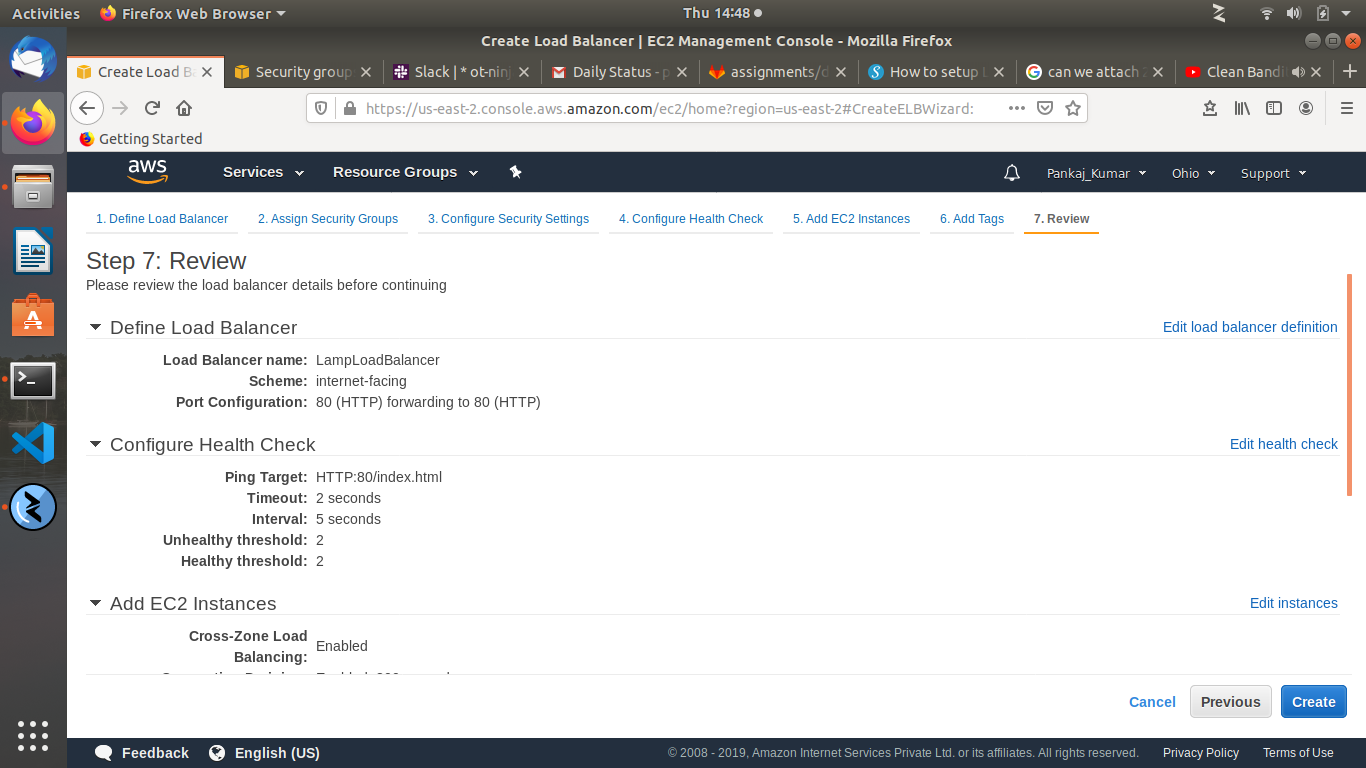 Activities Firefox Web Browser Thu 14:48
Create Load Balancer | EC2 Management Console - Mozilla Firefox
Create Load B Security group Slack | * ot-nin Daily Status - p assignments/d How to setup L can we attach Clean Bandi
https://us-east-2.console.aws.amazon.com/ec2/home?region=us-east-2#CreateELBWizard:
Getting Started
aws Services Resource Groups Pankaj_Kumar Ohio Support
1. Define Load Balancer 2. Assign Security Groups 3. Configure Security Settings 4. Configure Health Check 5. Add EC2 Instances 6. Add Tags 7. Review
Step 7: Review
Please review the load balancer details before continuing
Define Load Balancer Edit load balancer definition
Load Balancer name: LampLoadBalancer
Scheme: internet-facing
Port Configuration: 80 (HTTP) forwarding to 80 (HTTP)
Configure Health Check Edit health check
Ping Target: HTTP:80/index.html
Timeout: 2 seconds
Interval: 5 seconds
Unhealthy threshold: 2
Healthy threshold: 2
Add EC2 Instances Edit instances
Cross-Zone Load
Balancing: Enabled
Cancel Previous Create
Feedback English (US) © 2008 - 2019, Amazon Internet Services Private Ltd. or its affiliates. All rights reserved. Privacy Policy Terms of Use